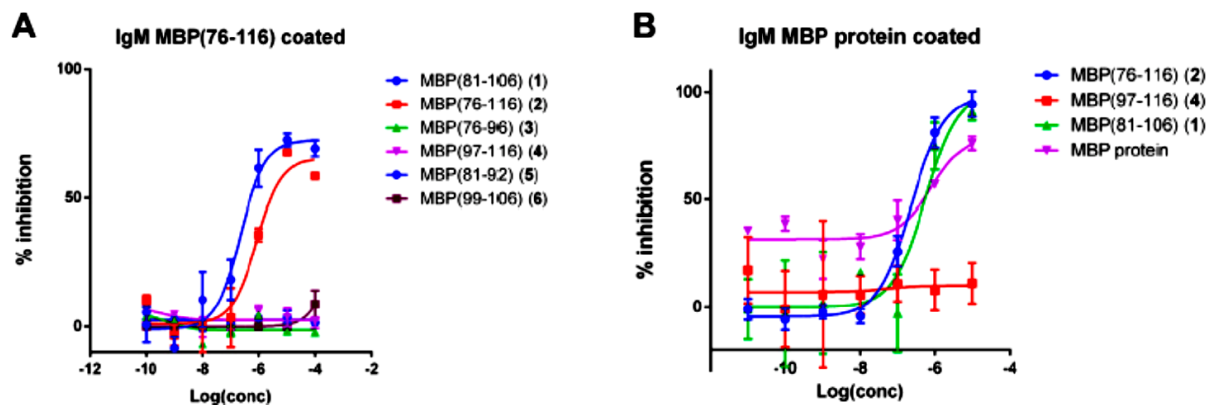 A
IgM MBP(76-116) coated
100
50
0
-12
-10
-8
-6
-4
-2
% inhibition
Log(conc)
MBP(81-106) (1)
MBP(76-116) (2)
MBP(76-96) (3)
MBP(97-116) (4)
MBP(81-92) (5)
MBP(99-106) (6)
B
IgM MBP protein coated
100
50
0
-10
-8
-6
-4
% inhibition
Log(conc)
MBP(76-116) (2)
MBP(97-116) (4)
MBP(81-106) (1)
MBP protein